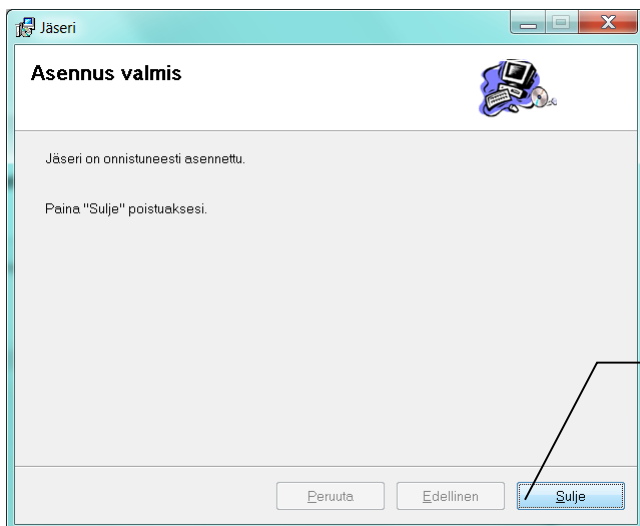 Jäseri
Asennus valmis
Jäseri on onnistuneesti asennettu.
Paina "Sulje" poistuaksesi.
Peruuta Edellinen Sulje